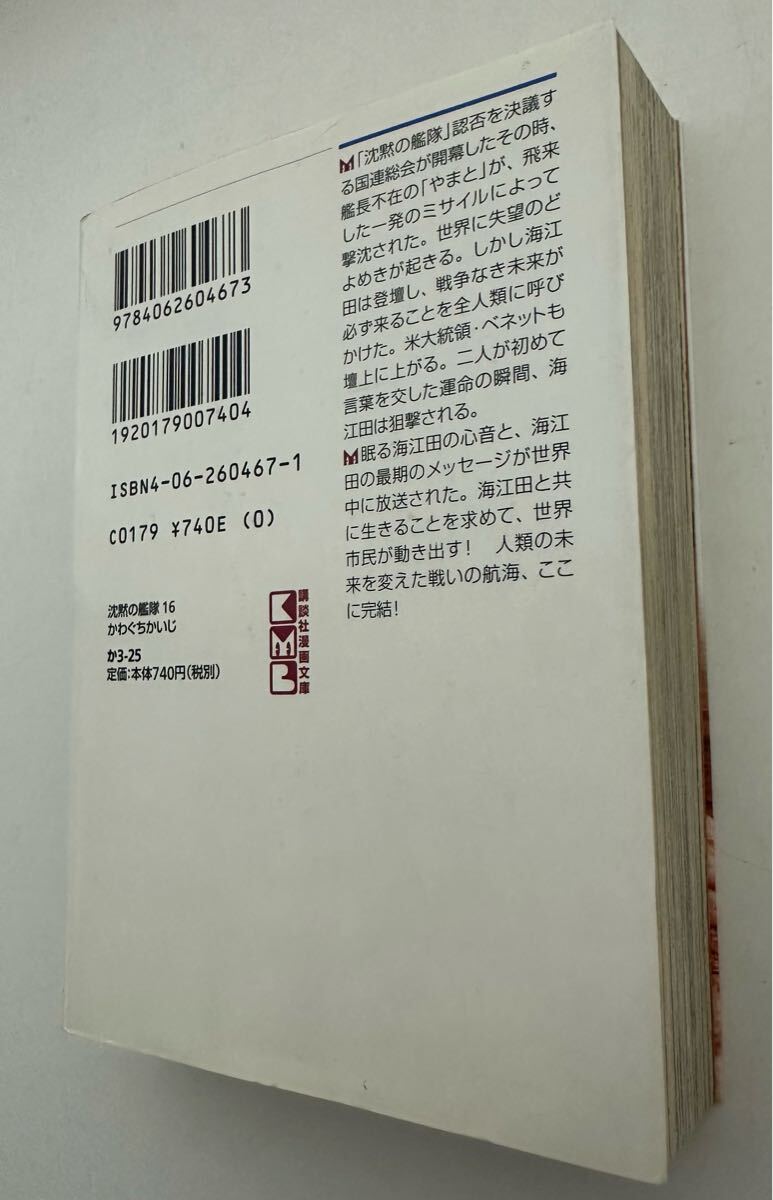 「沈黙の艦隊」認否を決議す
る国連総会が開幕したその時、
艦長不在の「やまと」が、飛来
した一発のミサイルによって
撃沈された。世界に失望のど
よめきが起きる。しかし海江
田は登壇し、戦争なき未来が
必ず来ることを全人類に呼び
かけた。米大統領・ベネットも
壇上に上がる。二人が初めて
言葉を交した運命の瞬間、海
江田は狙撃される。
眠る海江田の心音と、海江
田の最期のメッセージが世界
中に放送された。海江田と共
に生きることを求めて、世界
市民が動き出す! 人類の未
来を変えた戦いの航海、ここ
に完結!
9784062604673
1920179007404
ISBN4-06-260467-1
C0179 ¥740E (0)
沈黙の艦隊 16
かわぐちかいじ
か3-25
定価:本体740円(税別)
KMB
講談社漫画文庫